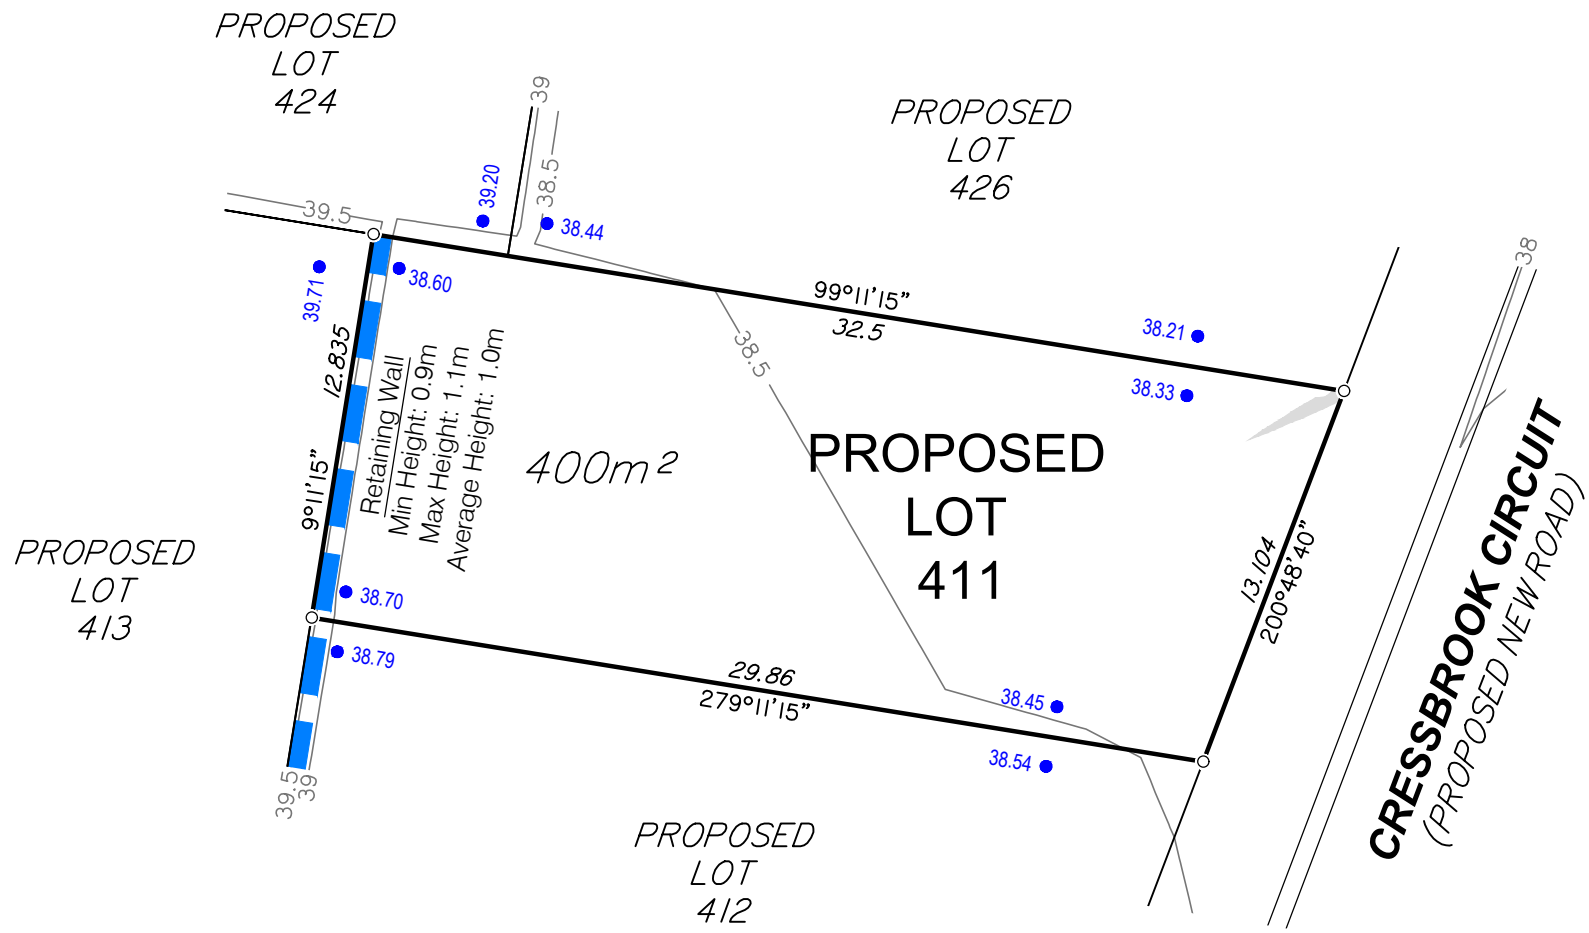 PROPOSED
LOT
424
39
38.5
39.20
38.44
PROPOSED
LOT
426
39.5
39.71
38.60
99°11'15"
32.5
38.21
38.33
38
12.835
9°11'15"
Retaining Wall
Min Height: 0.9m
Max Height: 1.1m
Average Height: 1.0m
38.5
400m²
PROPOSED
LOT
411
13.104
200°48'40"
CRESSBROOK CIRCUIT
(PROPOSED NEW ROAD)
PROPOSED
LOT
413
38.70
38.79
29.86
279°11'15"
38.45
38.54
39.5
39
PROPOSED
LOT
412